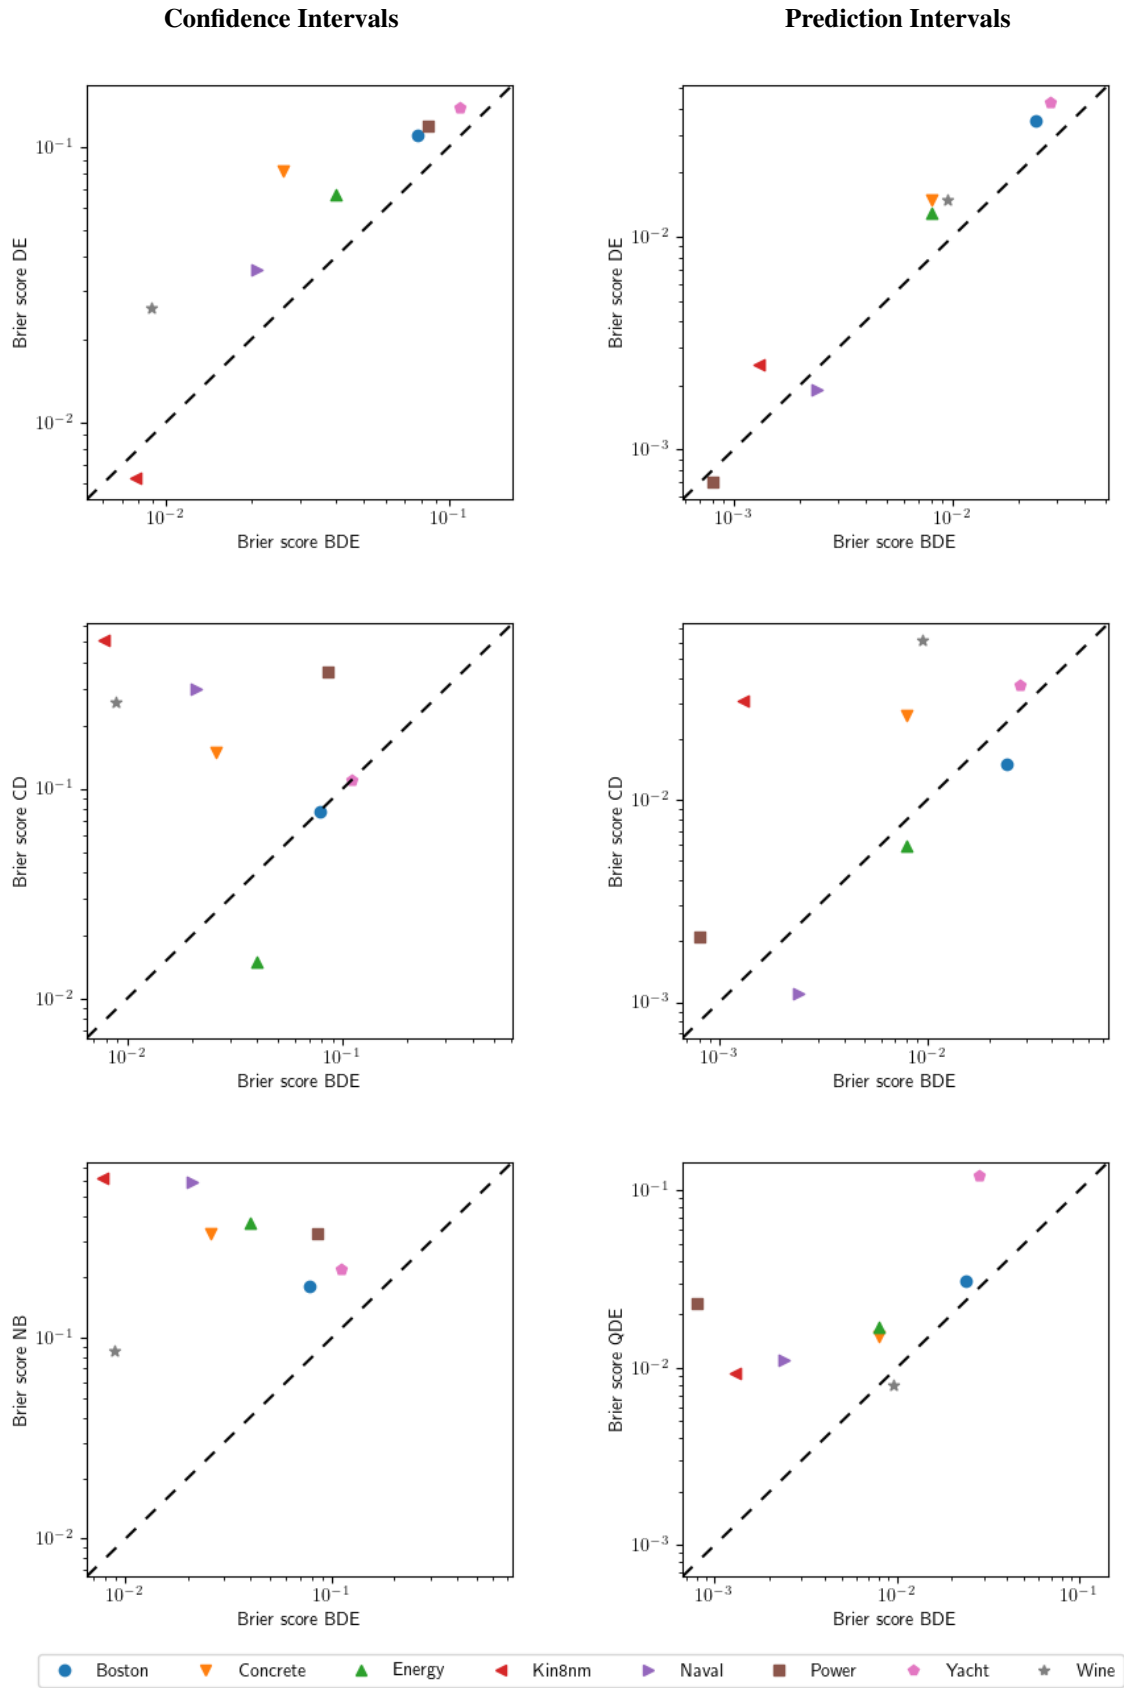 Confidence Intervals
Prediction Intervals
Brier score DE
10⁻¹
10⁻²
10⁻²
10⁻¹
Brier score BDE
Brier score DE
10⁻²
10⁻³
10⁻³
10⁻²
Brier score BDE
Brier score CD
10⁻¹
10⁻²
10⁻²
10⁻¹
Brier score BDE
Brier score CD
10⁻²
10⁻³
10⁻³
10⁻²
Brier score BDE
Brier score NB
10⁻¹
10⁻²
10⁻²
10⁻¹
Brier score BDE
Brier score QDE
10⁻¹
10⁻²
10⁻³
10⁻³
10⁻²
10⁻¹
Brier score BDE
Boston Concrete Energy Kin8nm Naval Power Yacht Wine